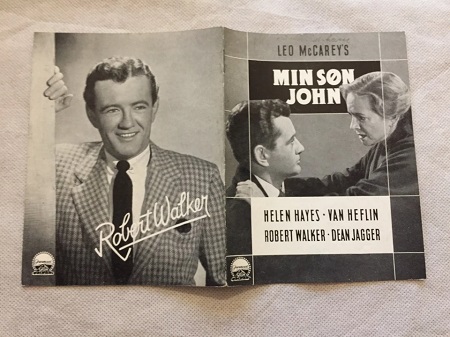 Robert Walker
LEO McCAREY'S
MIN SØN
JOHN
HELEN HAYES · VAN HEFLIN
ROBERT WALKER · DEAN JAGGER